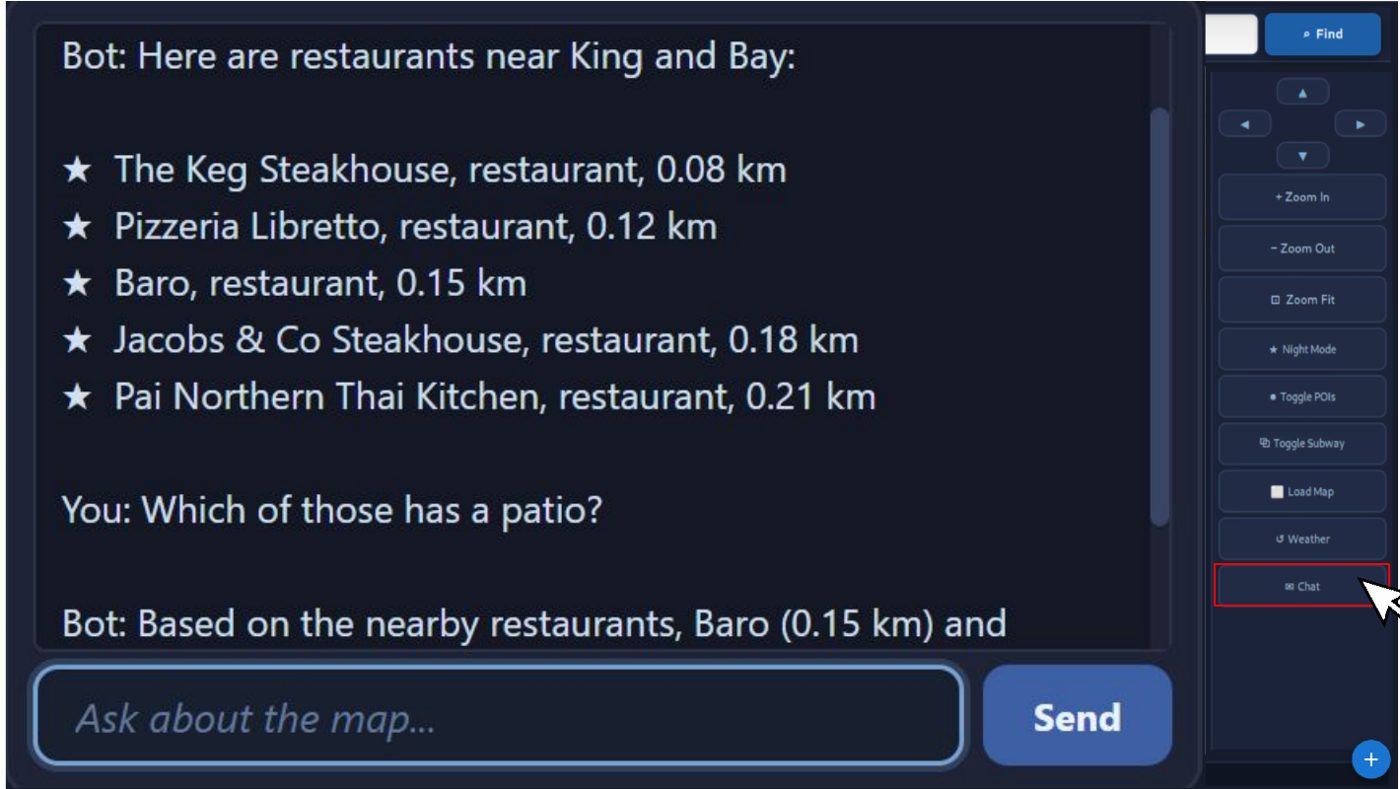 Bot: Here are restaurants near King and Bay:
★ The Keg Steakhouse, restaurant, 0.08 km
★ Pizzeria Libretto, restaurant, 0.12 km
★ Baro, restaurant, 0.15 km
★ Jacobs & Co Steakhouse, restaurant, 0.18 km
★ Pai Northern Thai Kitchen, restaurant, 0.21 km
You: Which of those has a patio?
Bot: Based on the nearby restaurants, Baro (0.15 km) and
Ask about the map...
Send
Find
+ Zoom In
− Zoom Out
Zoom Fit
★ Night Mode
● Toggle POIs
Toggle Subway
Load Map
↺ Weather
✉ Chat
+